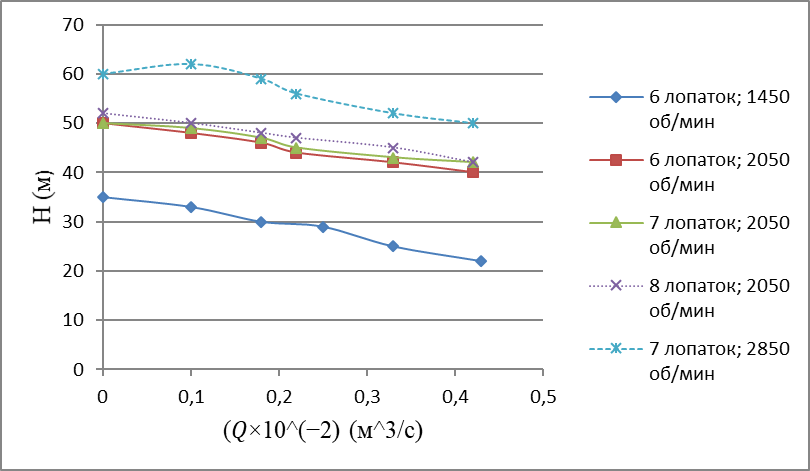 70
60
50
40
30
20
10
0
H (м)
0 0,1 0,2 0,3 0,4 0,5
(Q×10^(−2) (м^3/с)
6 лопаток; 1450
об/мин
6 лопаток; 2050
об/мин
7 лопаток; 2050
об/мин
8 лопаток; 2050
об/мин
7 лопаток; 2850
об/мин